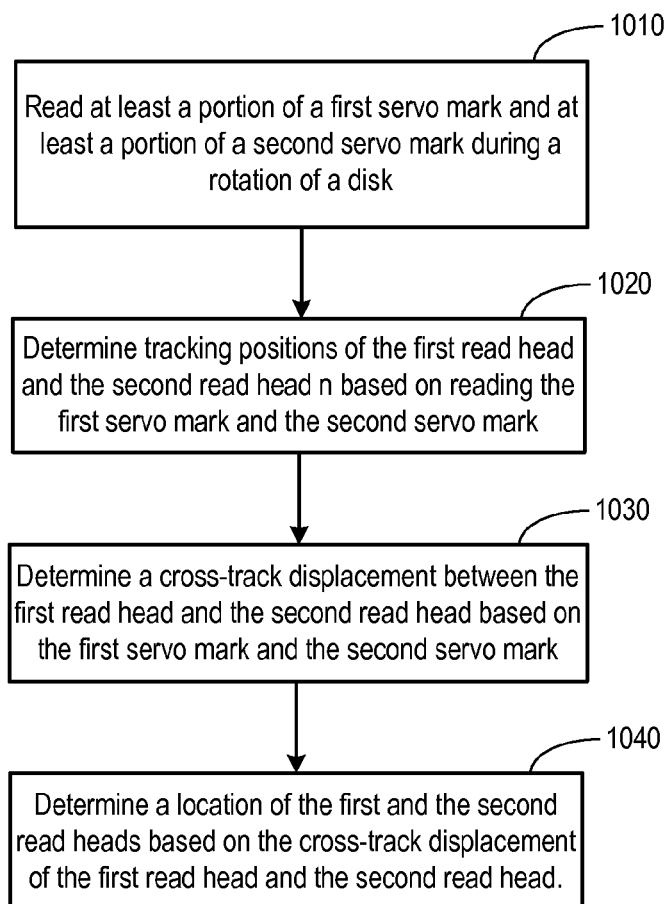 1010
Read at least a portion of a first servo mark and at
least a portion of a second servo mark during a
rotation of a disk
1020
Determine tracking positions of the first read head
and the second read head n based on reading the
first servo mark and the second servo mark
1030
Determine a cross-track displacement between the
first read head and the second read head based on
the first servo mark and the second servo mark
1040
Determine a location of the first and the second
read heads based on the cross-track displacement
of the first read head and the second read head.